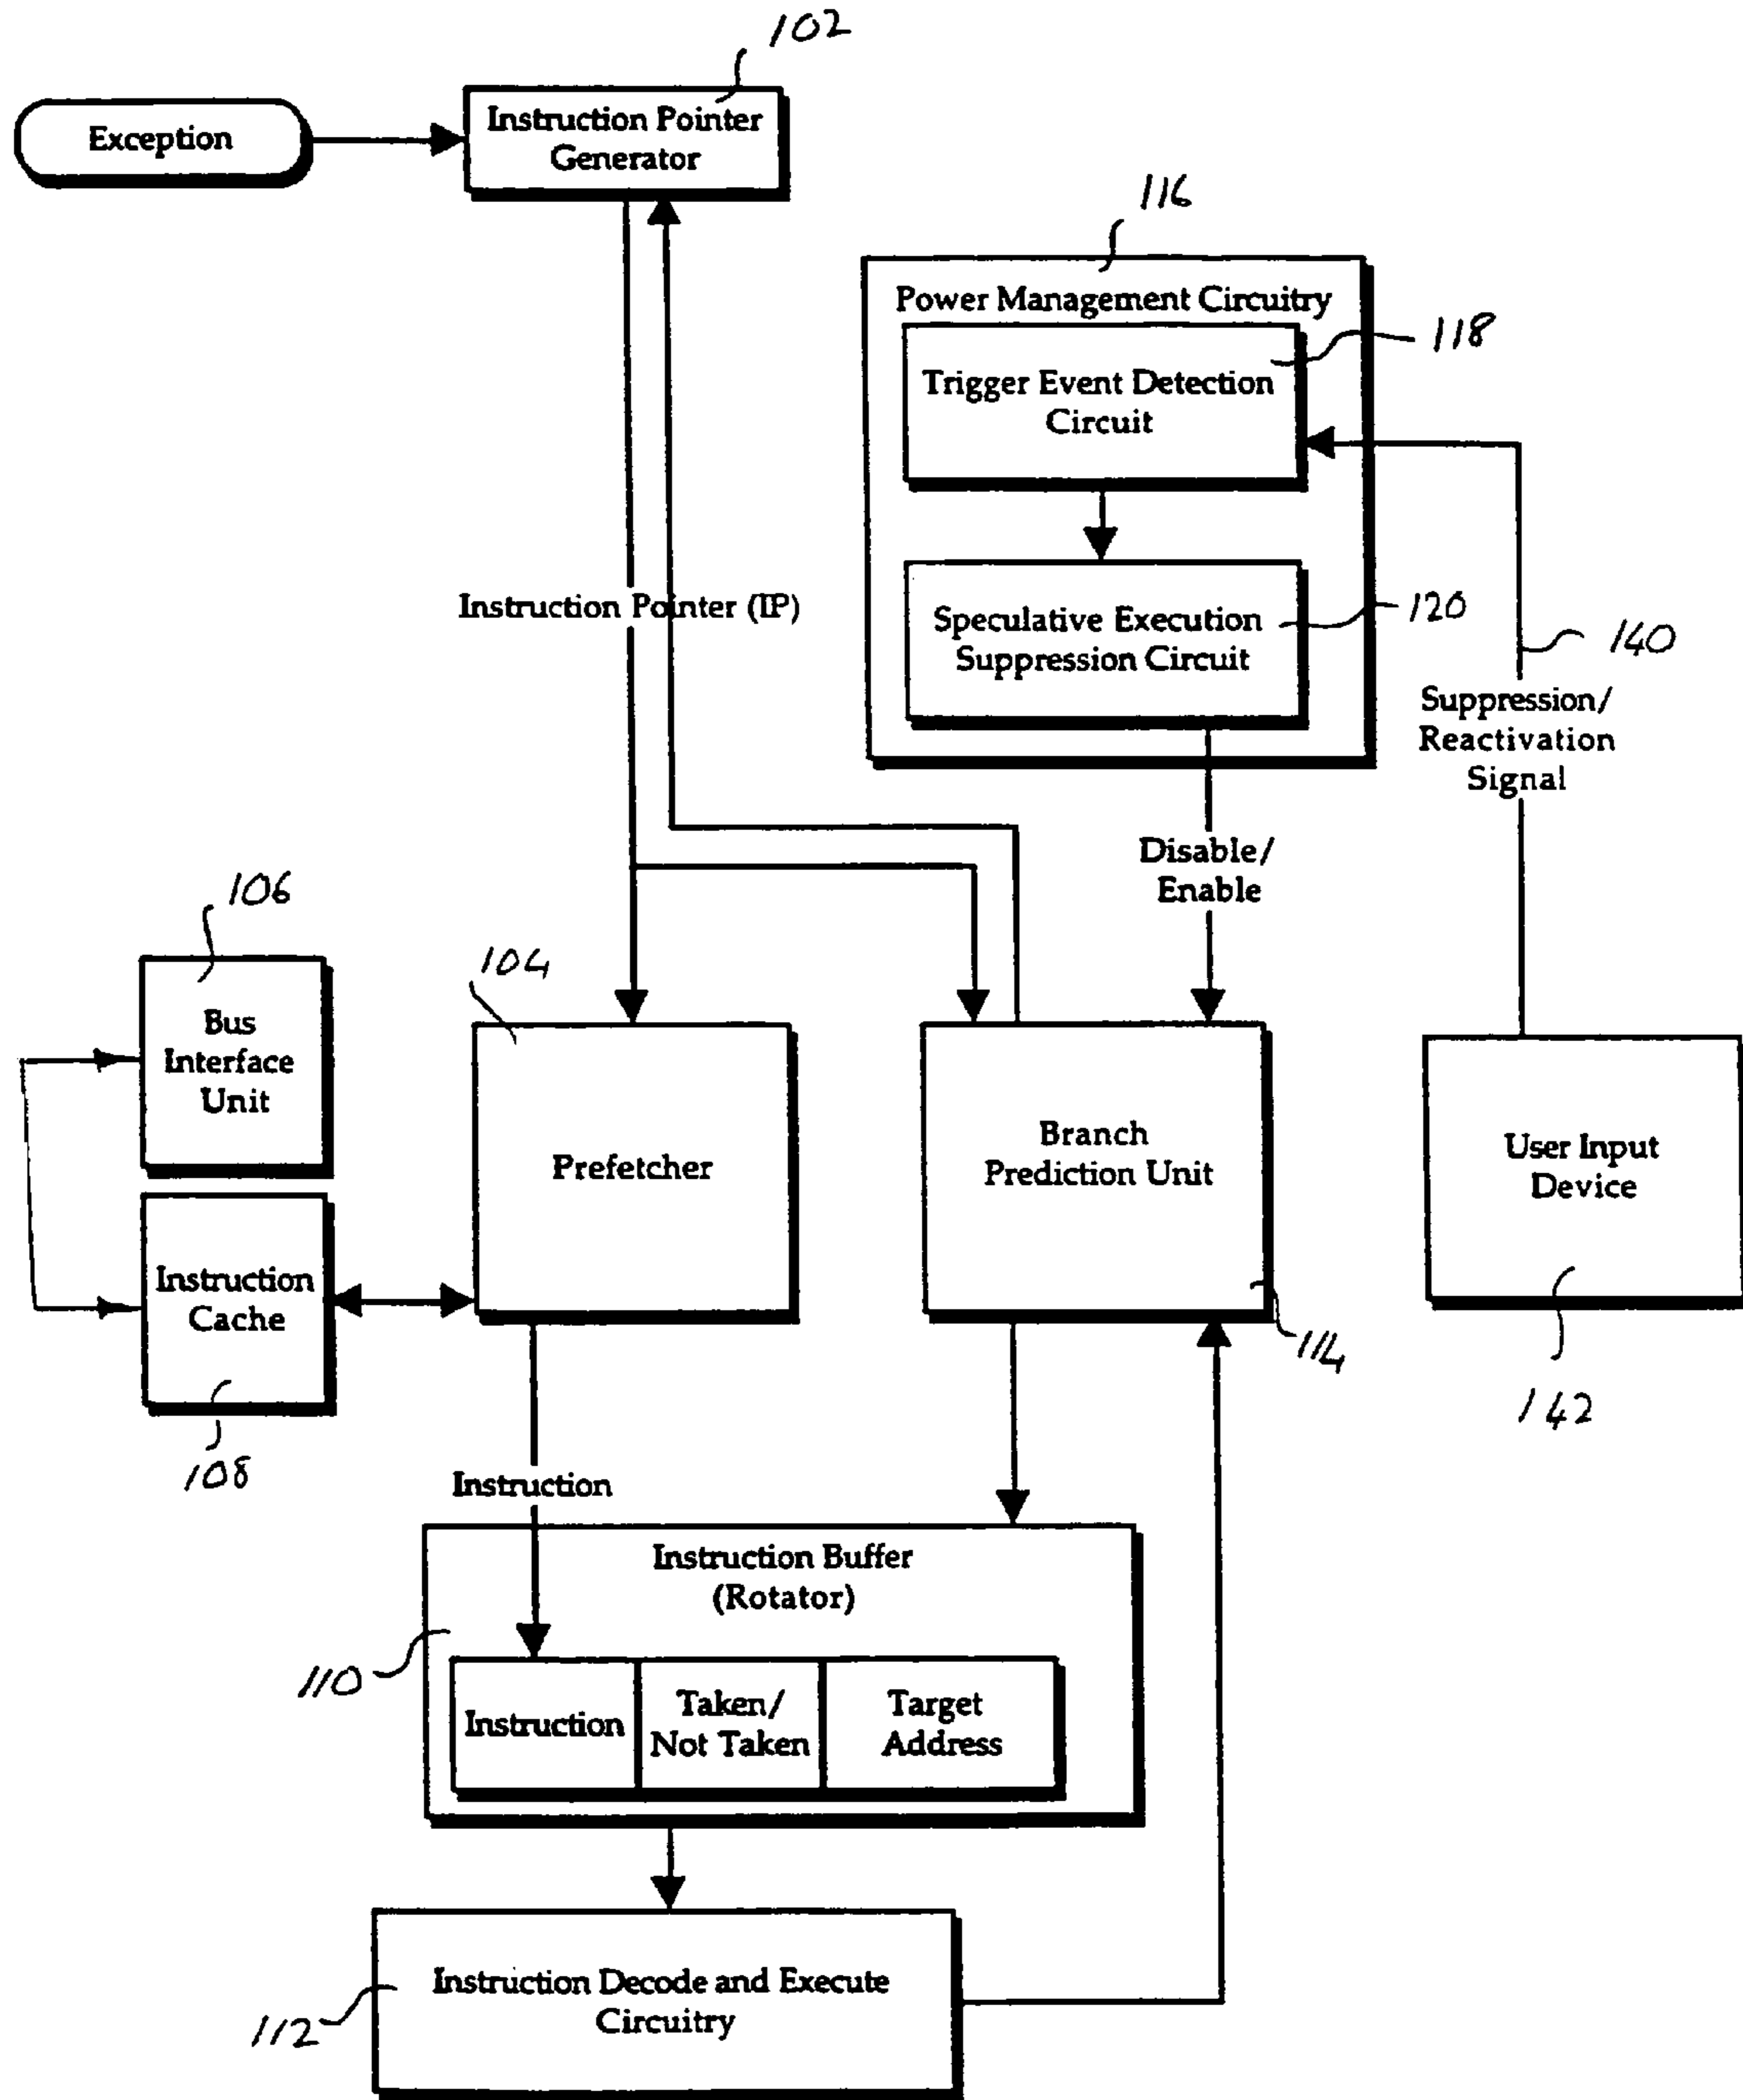 102
Exception
Instruction Pointer
Generator
116
Power Management Circuitry
118
Trigger Event Detection
Circuit
Instruction Pointer (IP)
Speculative Execution
Suppression Circuit
120
140
Suppression/
Reactivation
Signal
Disable/
Enable
106
104
Bus
Interface
Unit
Prefetcher
Branch
Prediction Unit
User Input
Device
Instruction
Cache
114
142
108
Instruction
Instruction Buffer
(Rotator)
110
Instruction
Taken/
Not Taken
Target
Address
Instruction Decode and Execute
Circuitry
112